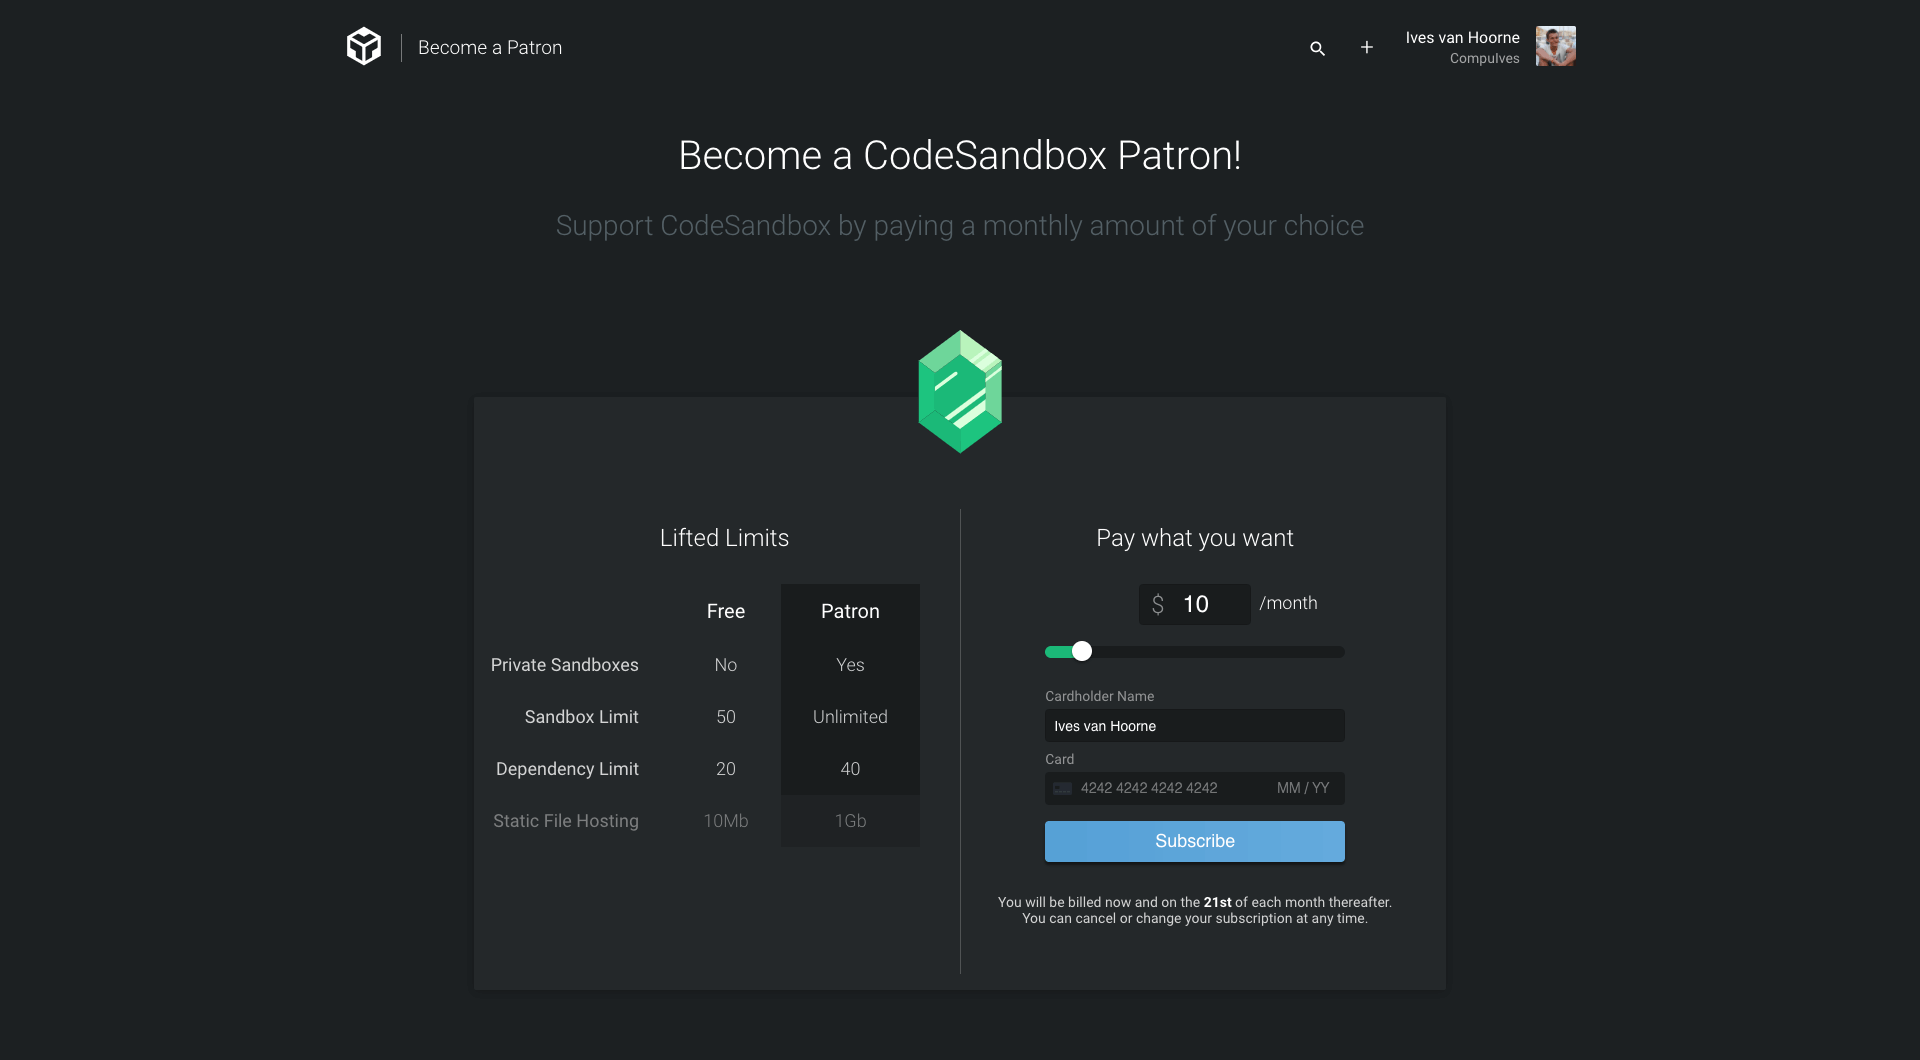 Become a Patron
Ives van Hoorne
Compulves
Become a CodeSandbox Patron!
Support CodeSandbox by paying a monthly amount of your choice
Lifted Limits
Free Patron
Private Sandboxes No Yes
Sandbox Limit 50 Unlimited
Dependency Limit 20 40
Static File Hosting 10Mb 1Gb
Pay what you want
$ 10 /month
Cardholder Name
Ives van Hoorne
Card
4242 4242 4242 4242 MM / YY
Subscribe
You will be billed now and on the 21st of each month thereafter.
You can cancel or change your subscription at any time.